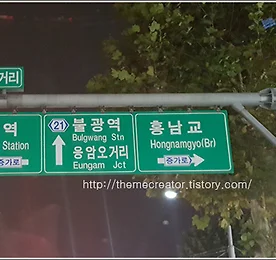 거리
역
Station
증가로
21
불광역
Bulgwang Stn
응암오거리
Eungam Jct
홍남교
Hongnamgyo(Br)
증가로
http://themecreator.tistory.com/